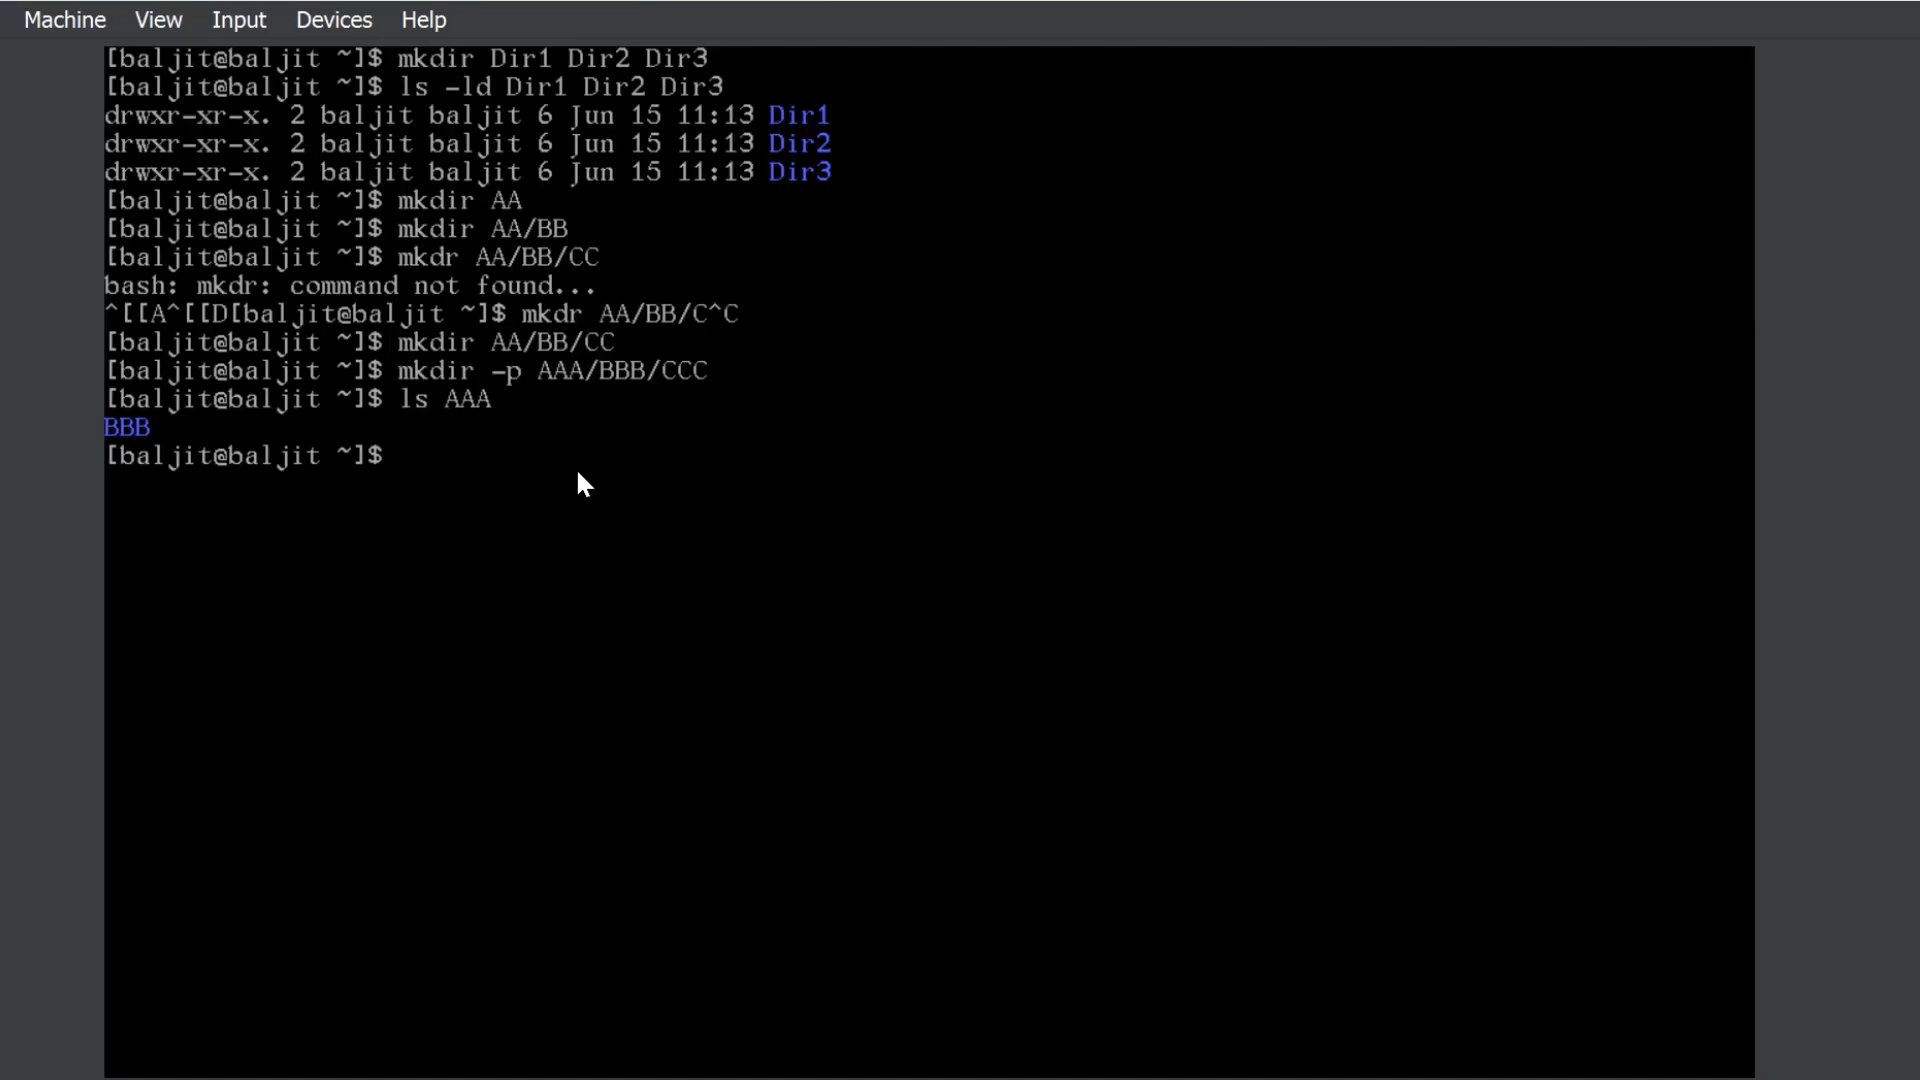 Machine View Input Devices Help
[baljit@baljit ~]$ mkdir Dir1 Dir2 Dir3
[baljit@baljit ~]$ ls -ld Dir1 Dir2 Dir3
drwxr-xr-x. 2 baljit baljit 6 Jun 15 11:13 Dir1
drwxr-xr-x. 2 baljit baljit 6 Jun 15 11:13 Dir2
drwxr-xr-x. 2 baljit baljit 6 Jun 15 11:13 Dir3
[baljit@baljit ~]$ mkdir AA
[baljit@baljit ~]$ mkdir AA/BB
[baljit@baljit ~]$ mkdr AA/BB/CC
bash: mkdr: command not found...
^[[A^[[D[baljit@baljit ~]$ mkdr AA/BB/C^C
[baljit@baljit ~]$ mkdir AA/BB/CC
[baljit@baljit ~]$ mkdir -p AAA/BBB/CCC
[baljit@baljit ~]$ ls AAA
BBB
[baljit@baljit ~]$